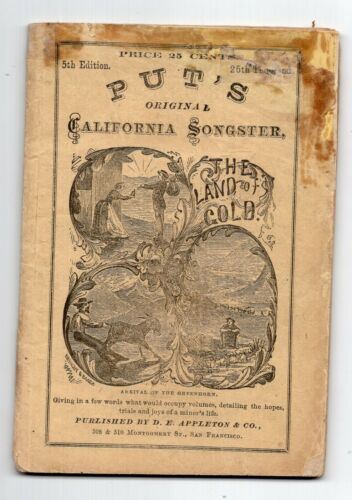 PRICE 25 CENTS.
5th Edition.
25th Thousand.
PUT'S
ORIGINAL
CALIFORNIA SONGSTER,
THE
LAND of
GOLD.
ARRIVAL OF THE GREENHORN.
Giving in a few words what would occupy volumes, detailing the hopes,
trials and joys of a miner's life.
PUBLISHED BY D. E. APPLETON & CO.,
508 & 510 MONTGOMERY ST., SAN FRANCISCO.